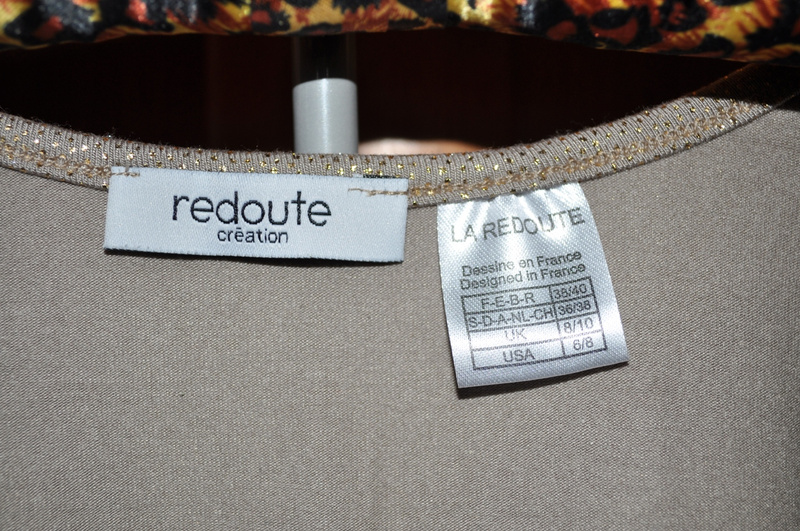 redoute
création
LA REDOUTE
Dessine en France
Designed in France
F-E-B-R 38/40
S-D-A-NL-CH 36/38
UK 8/10
USA 6/8